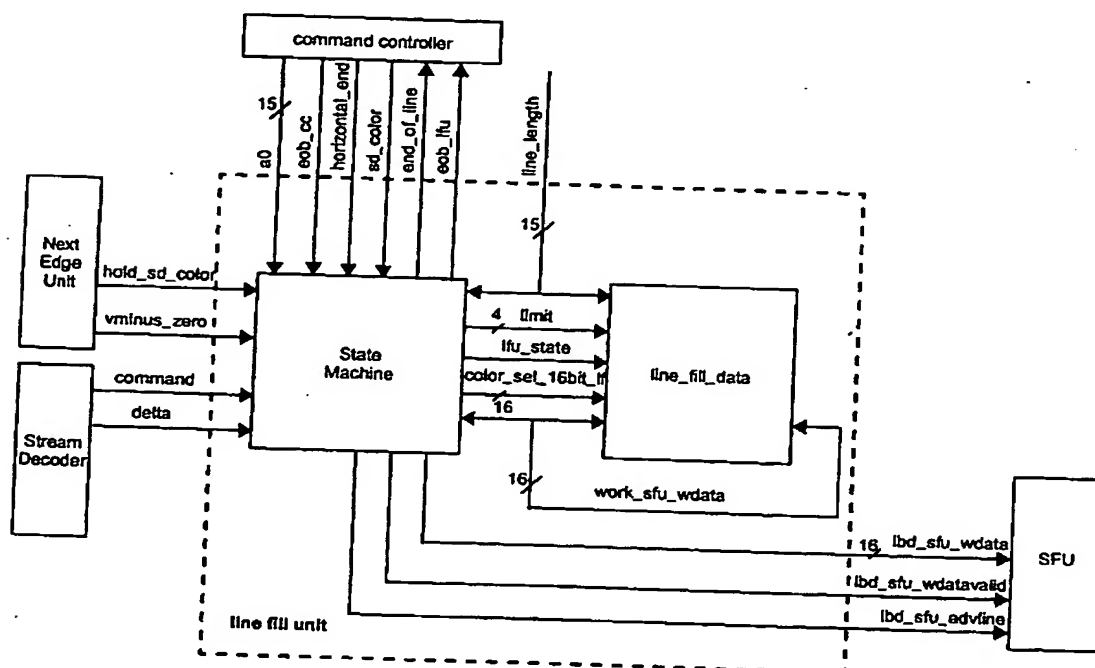 command controller
15
a0
eob_cc
horizontal_end
sd_color
end_of_line
eob_lfu
line_length
15
Next
Edge
Unit
hold_sd_color
vminus_zero
Stream
Decoder
command
delta
State
Machine
4
limit
lfu_state
color_sel_16bit_lf
16
line_fill_data
16
work_sfu_wdata
16
lbd_sfu_wdata
lbd_sfu_wdatavalid
lbd_sfu_advline
SFU
line fill unit